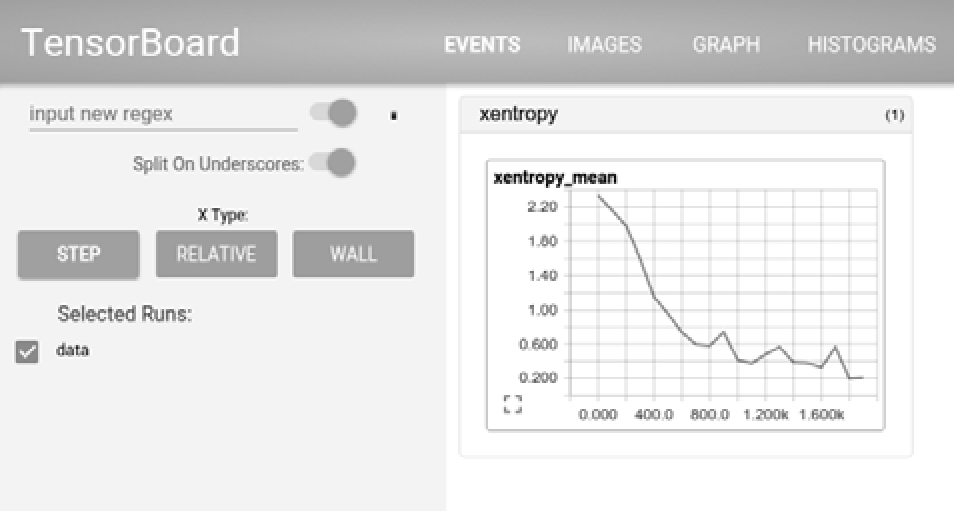 TensorBoard EVENTS IMAGES GRAPH HISTOGRAMS
input new regex
Split On Underscores:
X Type:
STEP RELATIVE WALL
Selected Runs:
data
xentropy (1)
xentropy_mean
2.20
1.80
1.40
1.00
0.600
0.200
0.000 400.0 800.0 1.200k 1.600k